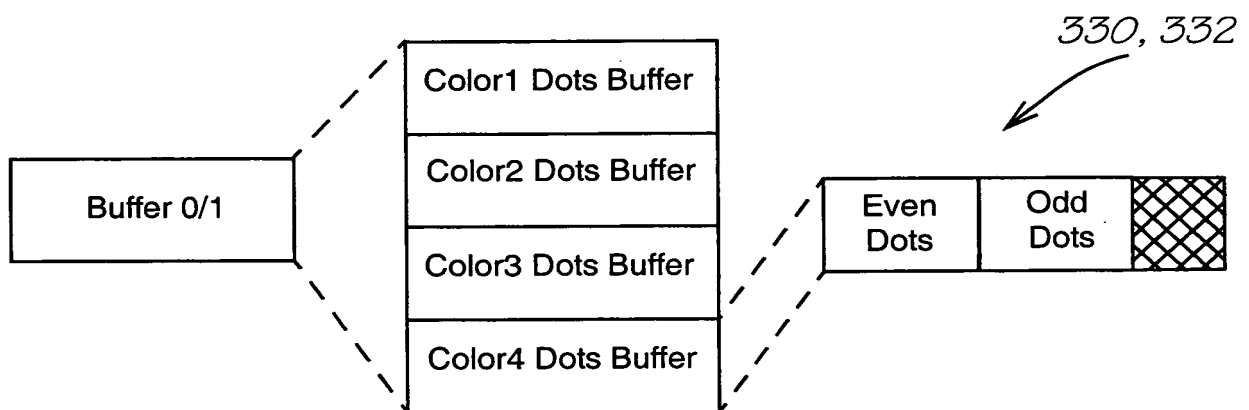 330, 332
Color1 Dots Buffer
Color2 Dots Buffer
Buffer 0/1
Even
Dots
Odd
Dots
Color3 Dots Buffer
Color4 Dots Buffer